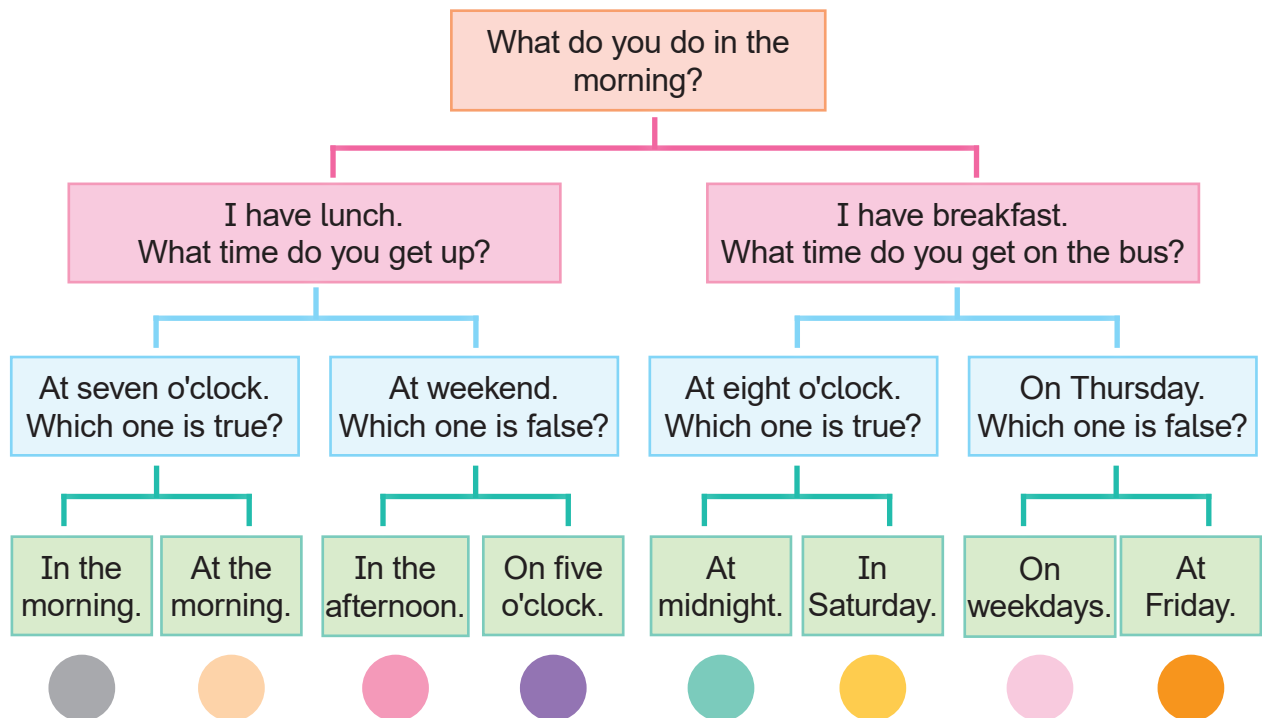 What do you do in the
morning?
I have lunch.
What time do you get up?
I have breakfast.
What time do you get on the bus?
At seven o'clock.
Which one is true?
At weekend.
Which one is false?
At eight o'clock.
Which one is true?
On Thursday.
Which one is false?
In the
morning.
At the
morning.
In the
afternoon.
On five
o'clock.
At
midnight.
In
Saturday.
On
weekdays.
At
Friday.